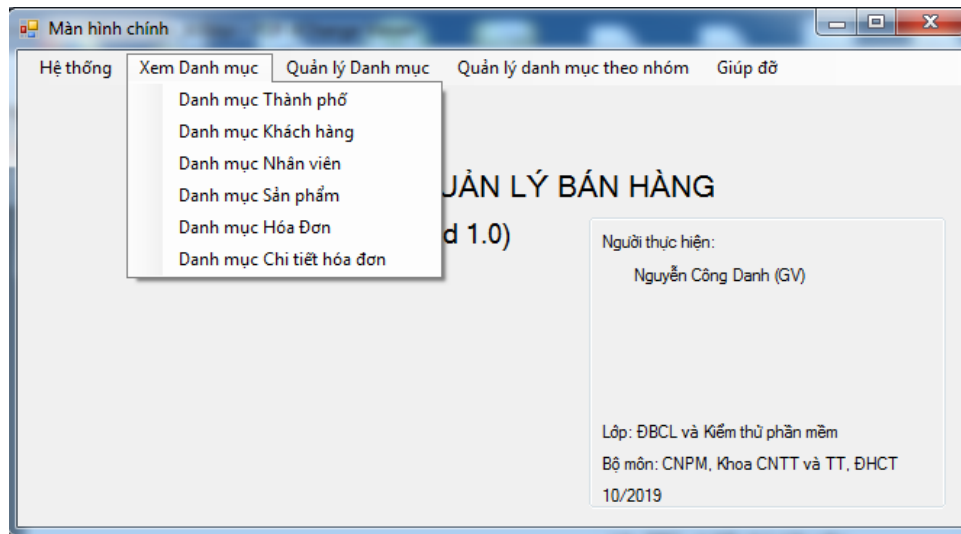 Màn hình chính
Hệ thống Xem Danh mục Quản lý Danh mục Quản lý danh mục theo nhóm Giúp đỡ
Danh mục Thành phố
Danh mục Khách hàng
Danh mục Nhân viên
Danh mục Sản phẩm
Danh mục Hóa Đơn
Danh mục Chi tiết hóa đơn
LÝ BÁN HÀNG
1.0)
Người thực hiện:
Nguyễn Công Danh (GV)
Lớp: ĐBCL và Kiểm thử phần mềm
Bộ môn: CNPM, Khoa CNTT và TT, ĐHCT
10/2019